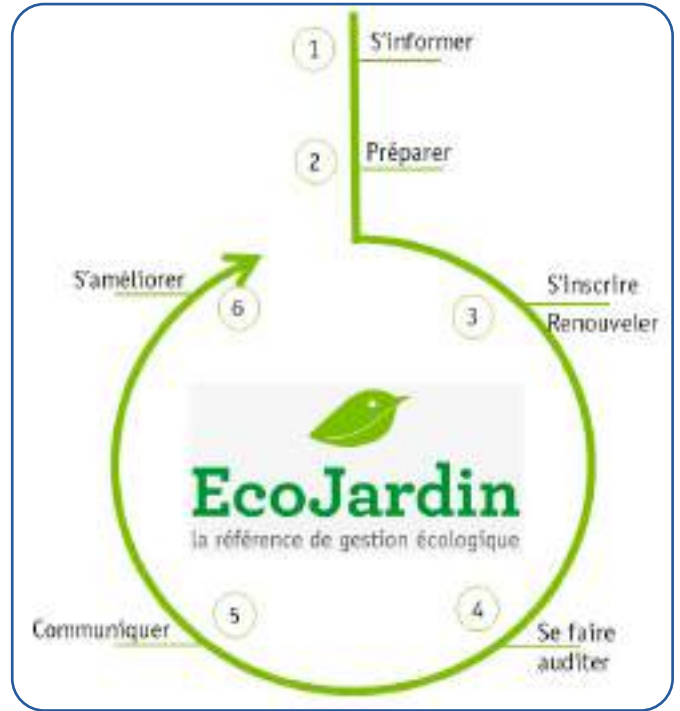 1
S'informer
2
Préparer
3
S'inscrire
Renouveler
4
Se faire
auditer
5
Communiquer
6
S'améliorer
EcoJardin
la référence de gestion écologique